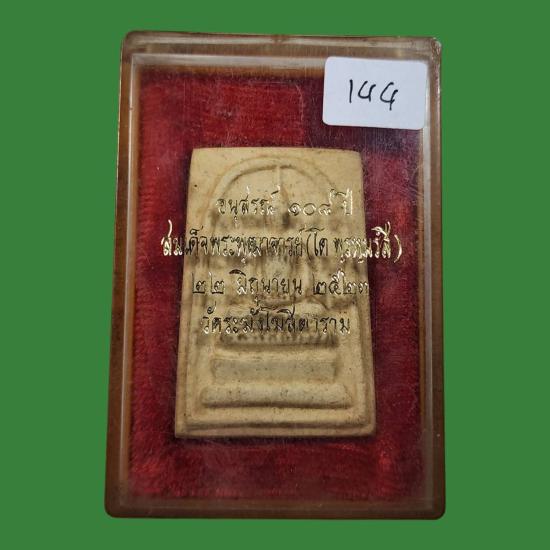 144
อนุสรณ์ ๑๐๘ ปี
สมเด็จพระพุฒาจารย์(โต พฺรหฺมรํสี)
๒๒ มิถุนายน ๒๕๒๓
วัดระฆังโฆสิตาราม